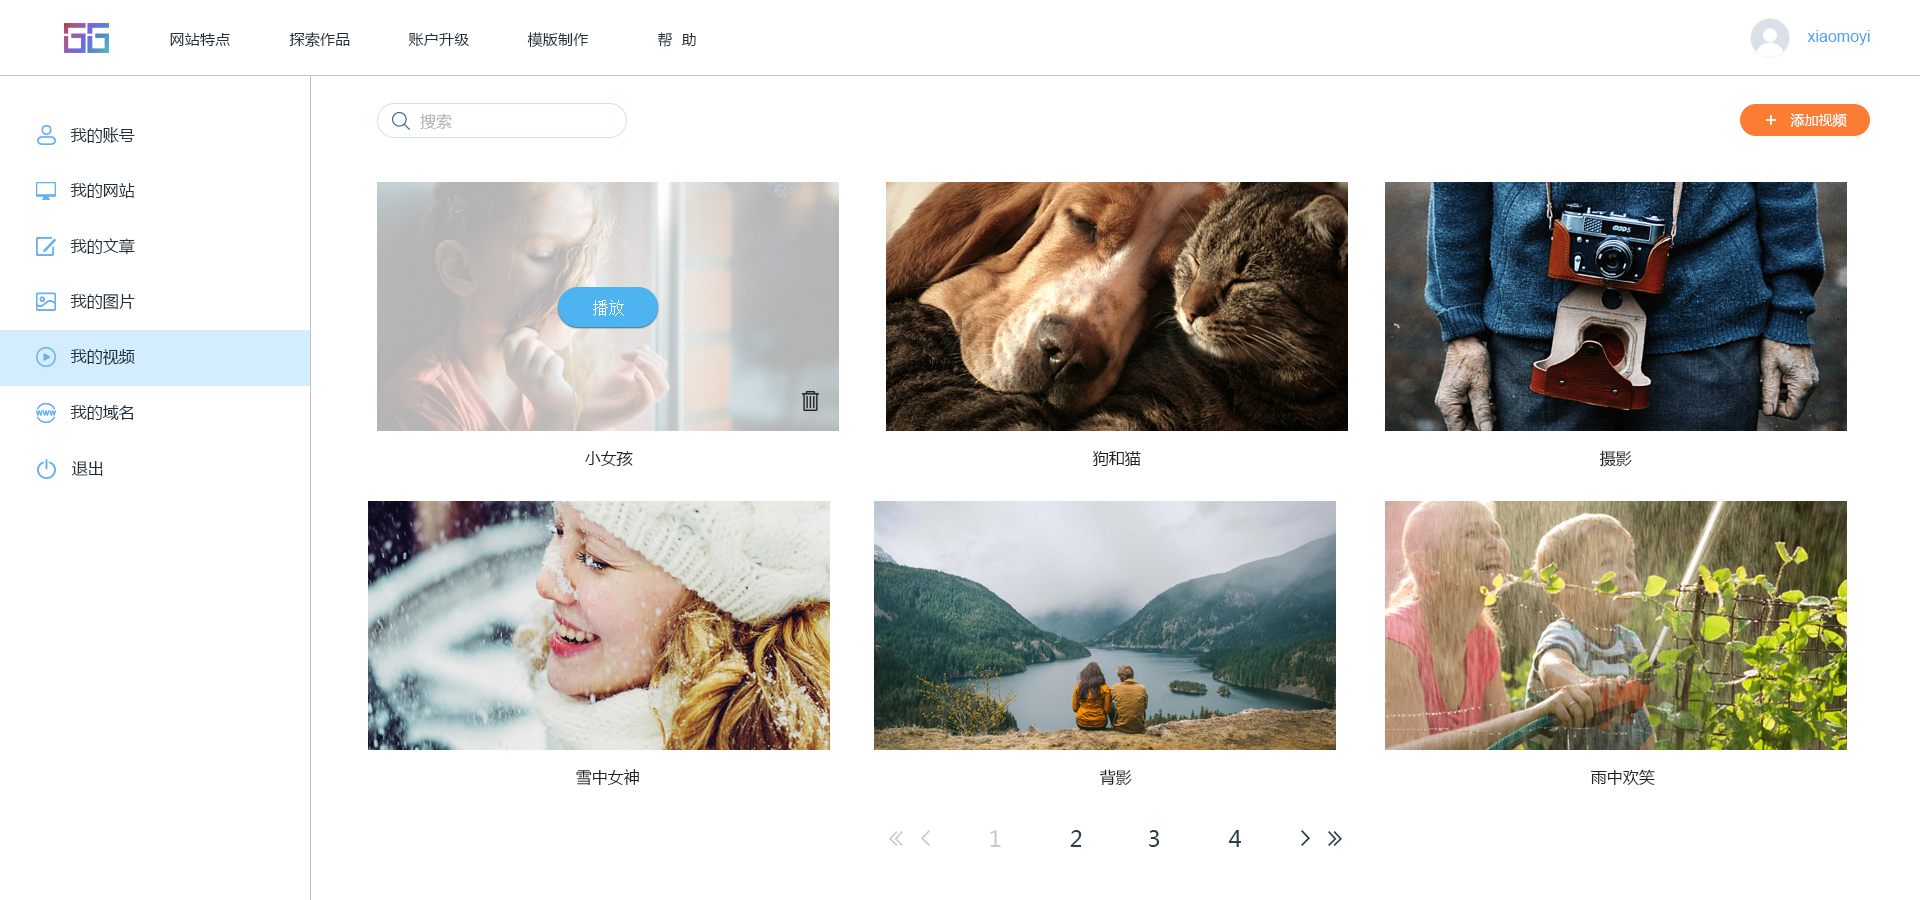 网站特点 探索作品 账户升级 模版制作 帮 助
xiaomoyi
我的账号
我的网站
我的文章
我的图片
我的视频
www 我的域名
退出
搜索
+ 添加视频
播放
小女孩
狗和猫
摄影
雪中女神
背影
雨中欢笑
1 2 3 4